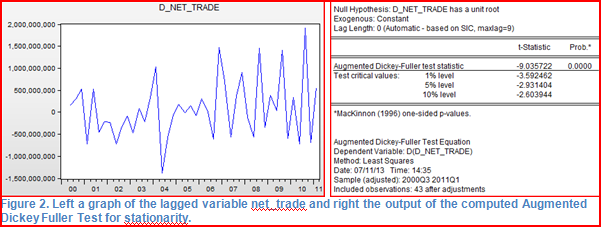 D_NET_TRADE
2,000,000,000
1,500,000,000
1,000,000,000
500,000,000
0
-500,000,000
-1,000,000,000
-1,500,000,000
00 01 02 03 04 05 06 07 08 09 10 11
Null Hypothesis: D_NET_TRADE has a unit root
Exogenous: Constant
Lag Length: 0 (Automatic - based on SIC, maxlag=9)
t-Statistic Prob.*
Augmented Dickey-Fuller test statistic -9.035722 0.0000
Test critical values: 1% level -3.592462
5% level -2.931404
10% level -2.603944
*MacKinnon (1996) one-sided p-values.
Augmented Dickey-Fuller Test Equation
Dependent Variable: D(D_NET_TRADE)
Method: Least Squares
Date: 07/11/13 Time: 14:35
Sample (adjusted): 2000Q3 2011Q1
Included observations: 43 after adjustments
Figure 2. Left a graph of the lagged variable net_trade and right the output of the computed Augmented
Dickey Fuller Test for stationarity.